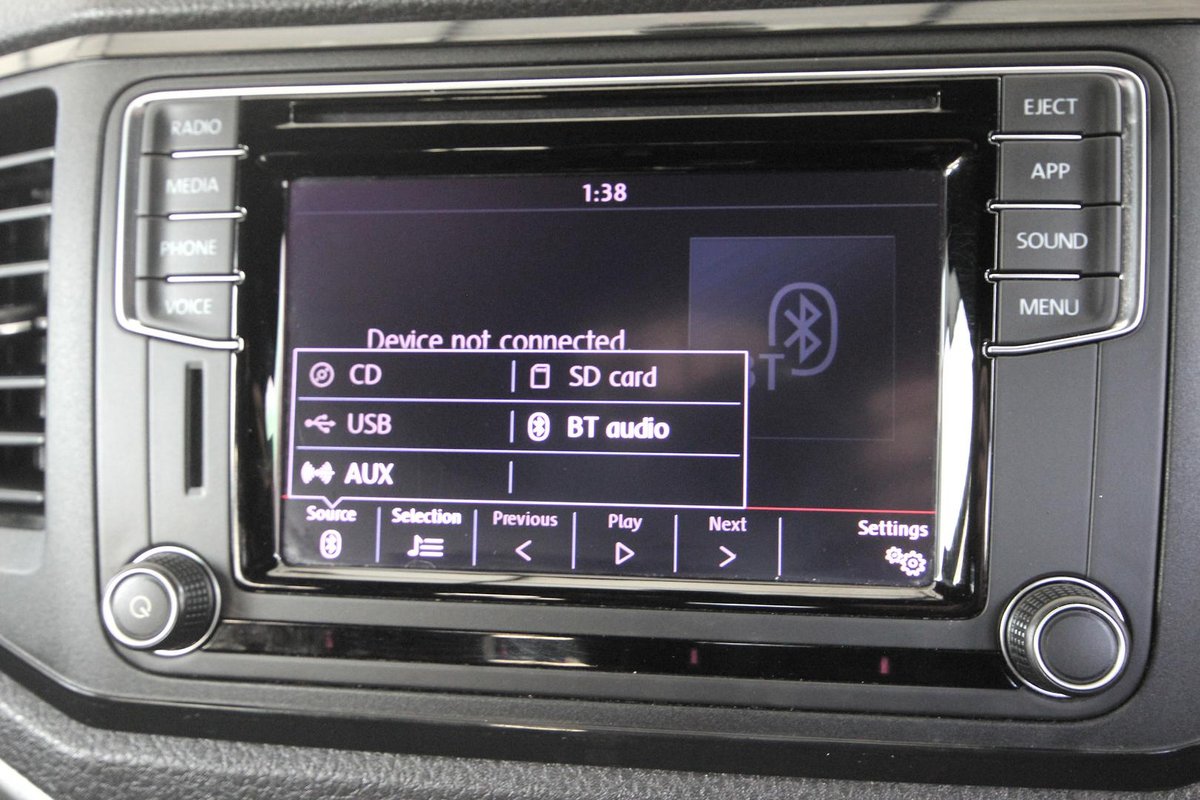 RADIO
MEDIA
PHONE
VOICE
EJECT
APP
SOUND
MENU
1:38
Device not connected
BT
CD
SD card
USB
BT audio
AUX
Source
Selection
Previous
Play
Next
Settings